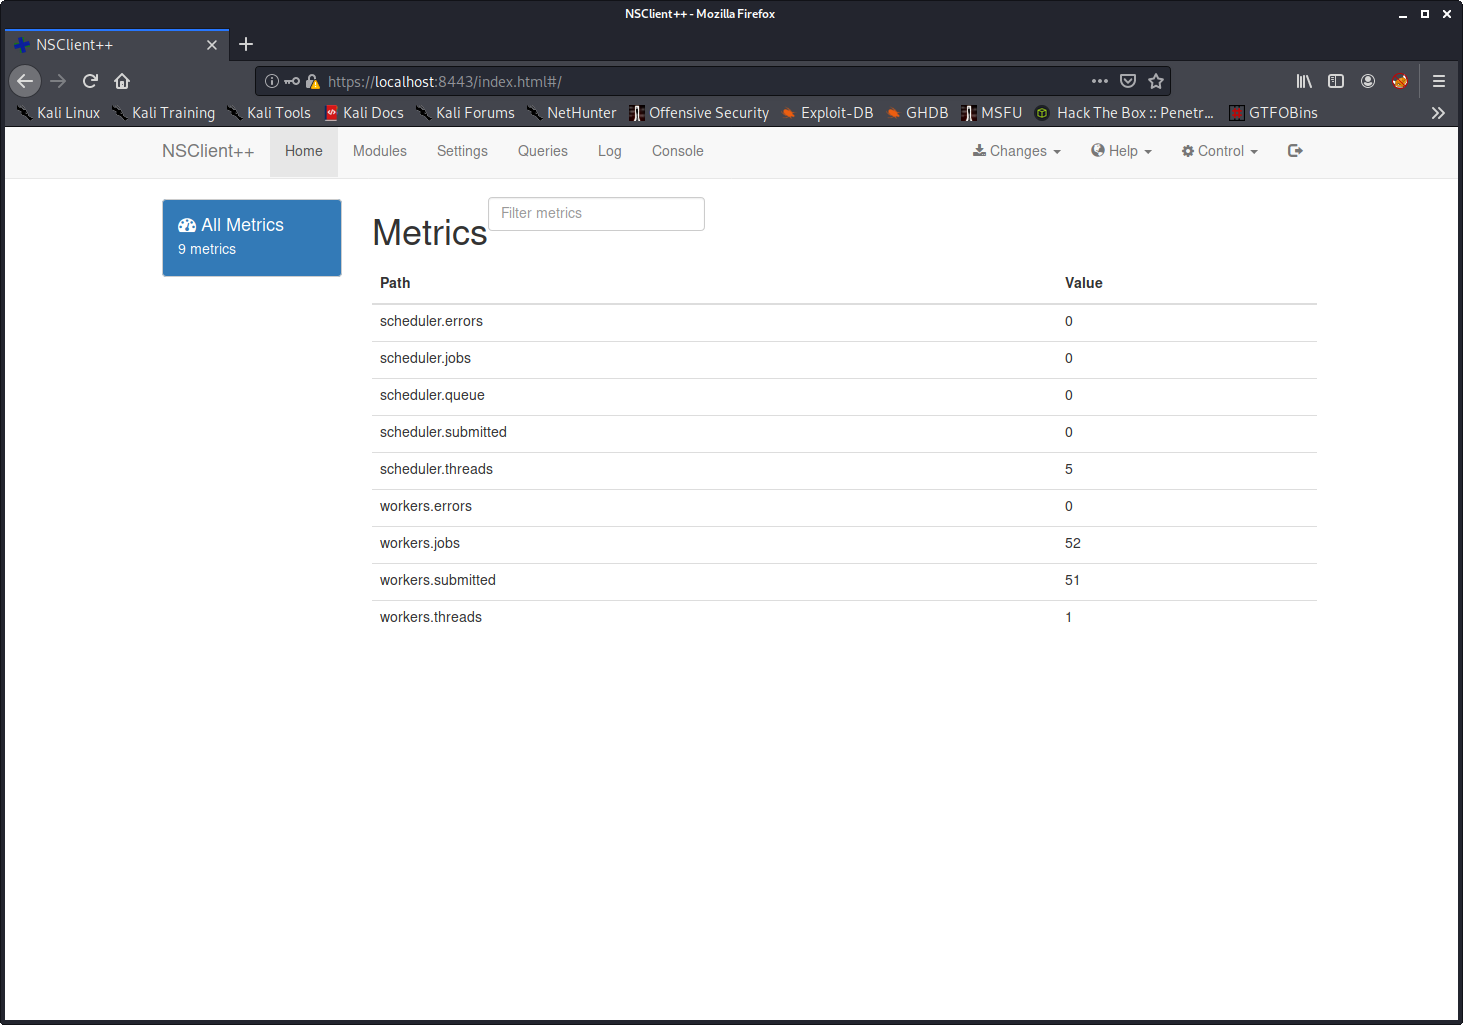 NSClient++ - Mozilla Firefox
NSClient++
https://localhost:8443/index.html#/
Kali Linux Kali Training Kali Tools Kali Docs Kali Forums NetHunter Offensive Security Exploit-DB GHDB MSFU Hack The Box :: Penetr... GTFOBins
NSClient++ Home Modules Settings Queries Log Console Changes Help Control
All Metrics
9 metrics
Metrics
Filter metrics
Path Value
scheduler.errors 0
scheduler.jobs 0
scheduler.queue 0
scheduler.submitted 0
scheduler.threads 5
workers.errors 0
workers.jobs 52
workers.submitted 51
workers.threads 1